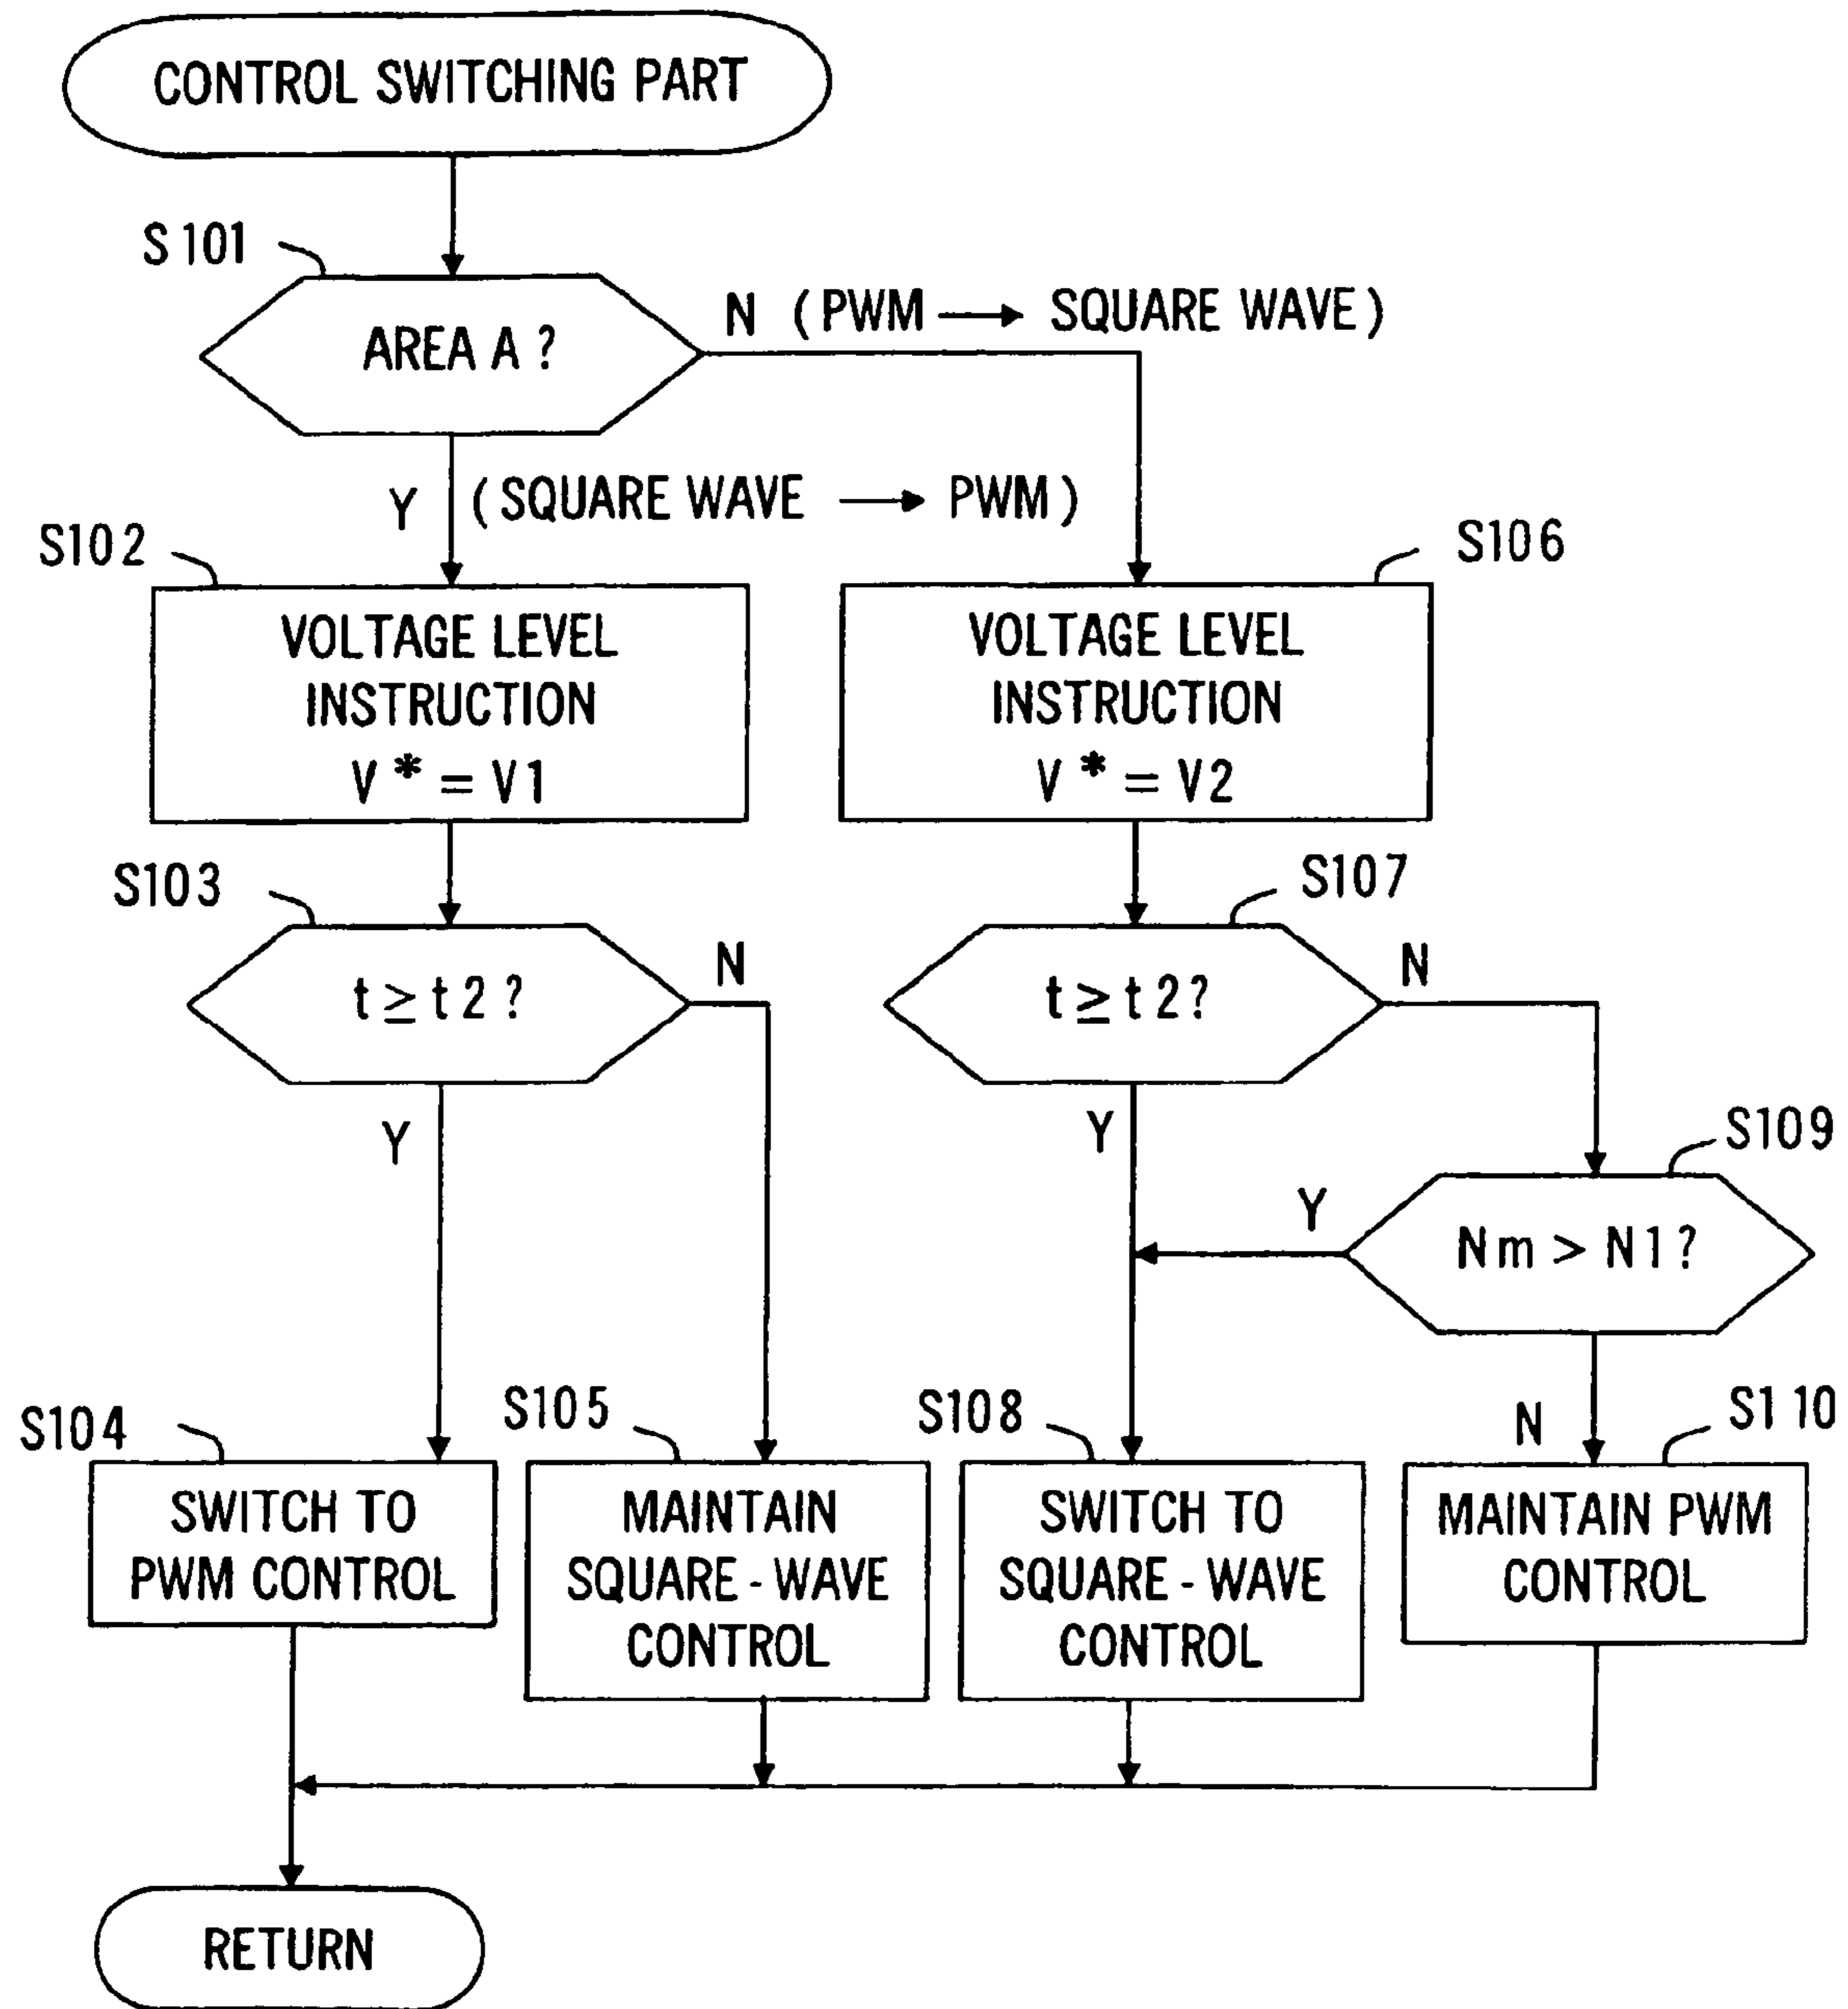 CONTROL SWITCHING PART
S101
AREA A ?
N ( PWM → SQUARE WAVE )
Y ( SQUARE WAVE → PWM )
S102
VOLTAGE LEVEL
INSTRUCTION
V * = V1
S106
VOLTAGE LEVEL
INSTRUCTION
V * = V2
S103
t ≥ t2 ?
N
Y
S107
t ≥ t2?
N
Y
S109
Nm > N1?
Y
N
S104
SWITCH TO
PWM CONTROL
S105
MAINTAIN
SQUARE - WAVE
CONTROL
S108
SWITCH TO
SQUARE - WAVE
CONTROL
S110
MAINTAIN PWM
CONTROL
RETURN